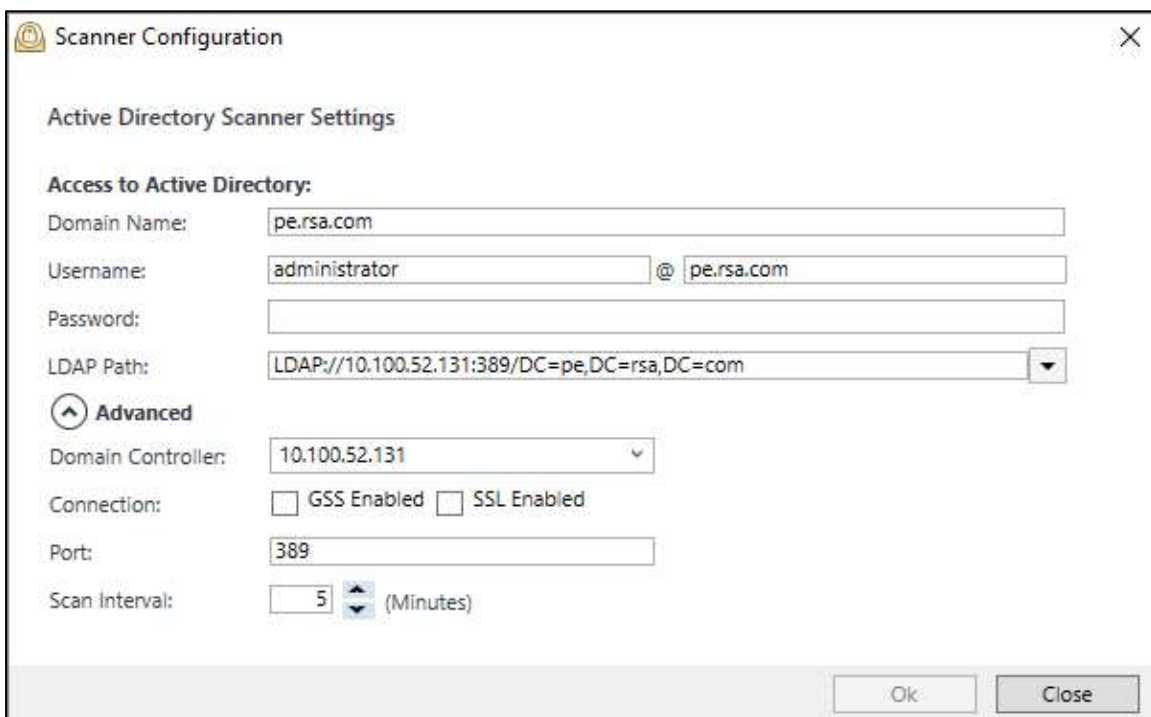 Scanner Configuration
Active Directory Scanner Settings
Access to Active Directory:
Domain Name: pe.rsa.com
Username: administrator @ pe.rsa.com
Password:
LDAP Path: LDAP://10.100.52.131:389/DC=pe,DC=rsa,DC=com
Advanced
Domain Controller: 10.100.52.131
Connection: GSS Enabled SSL Enabled
Port: 389
Scan Interval: 5 (Minutes)
Ok Close